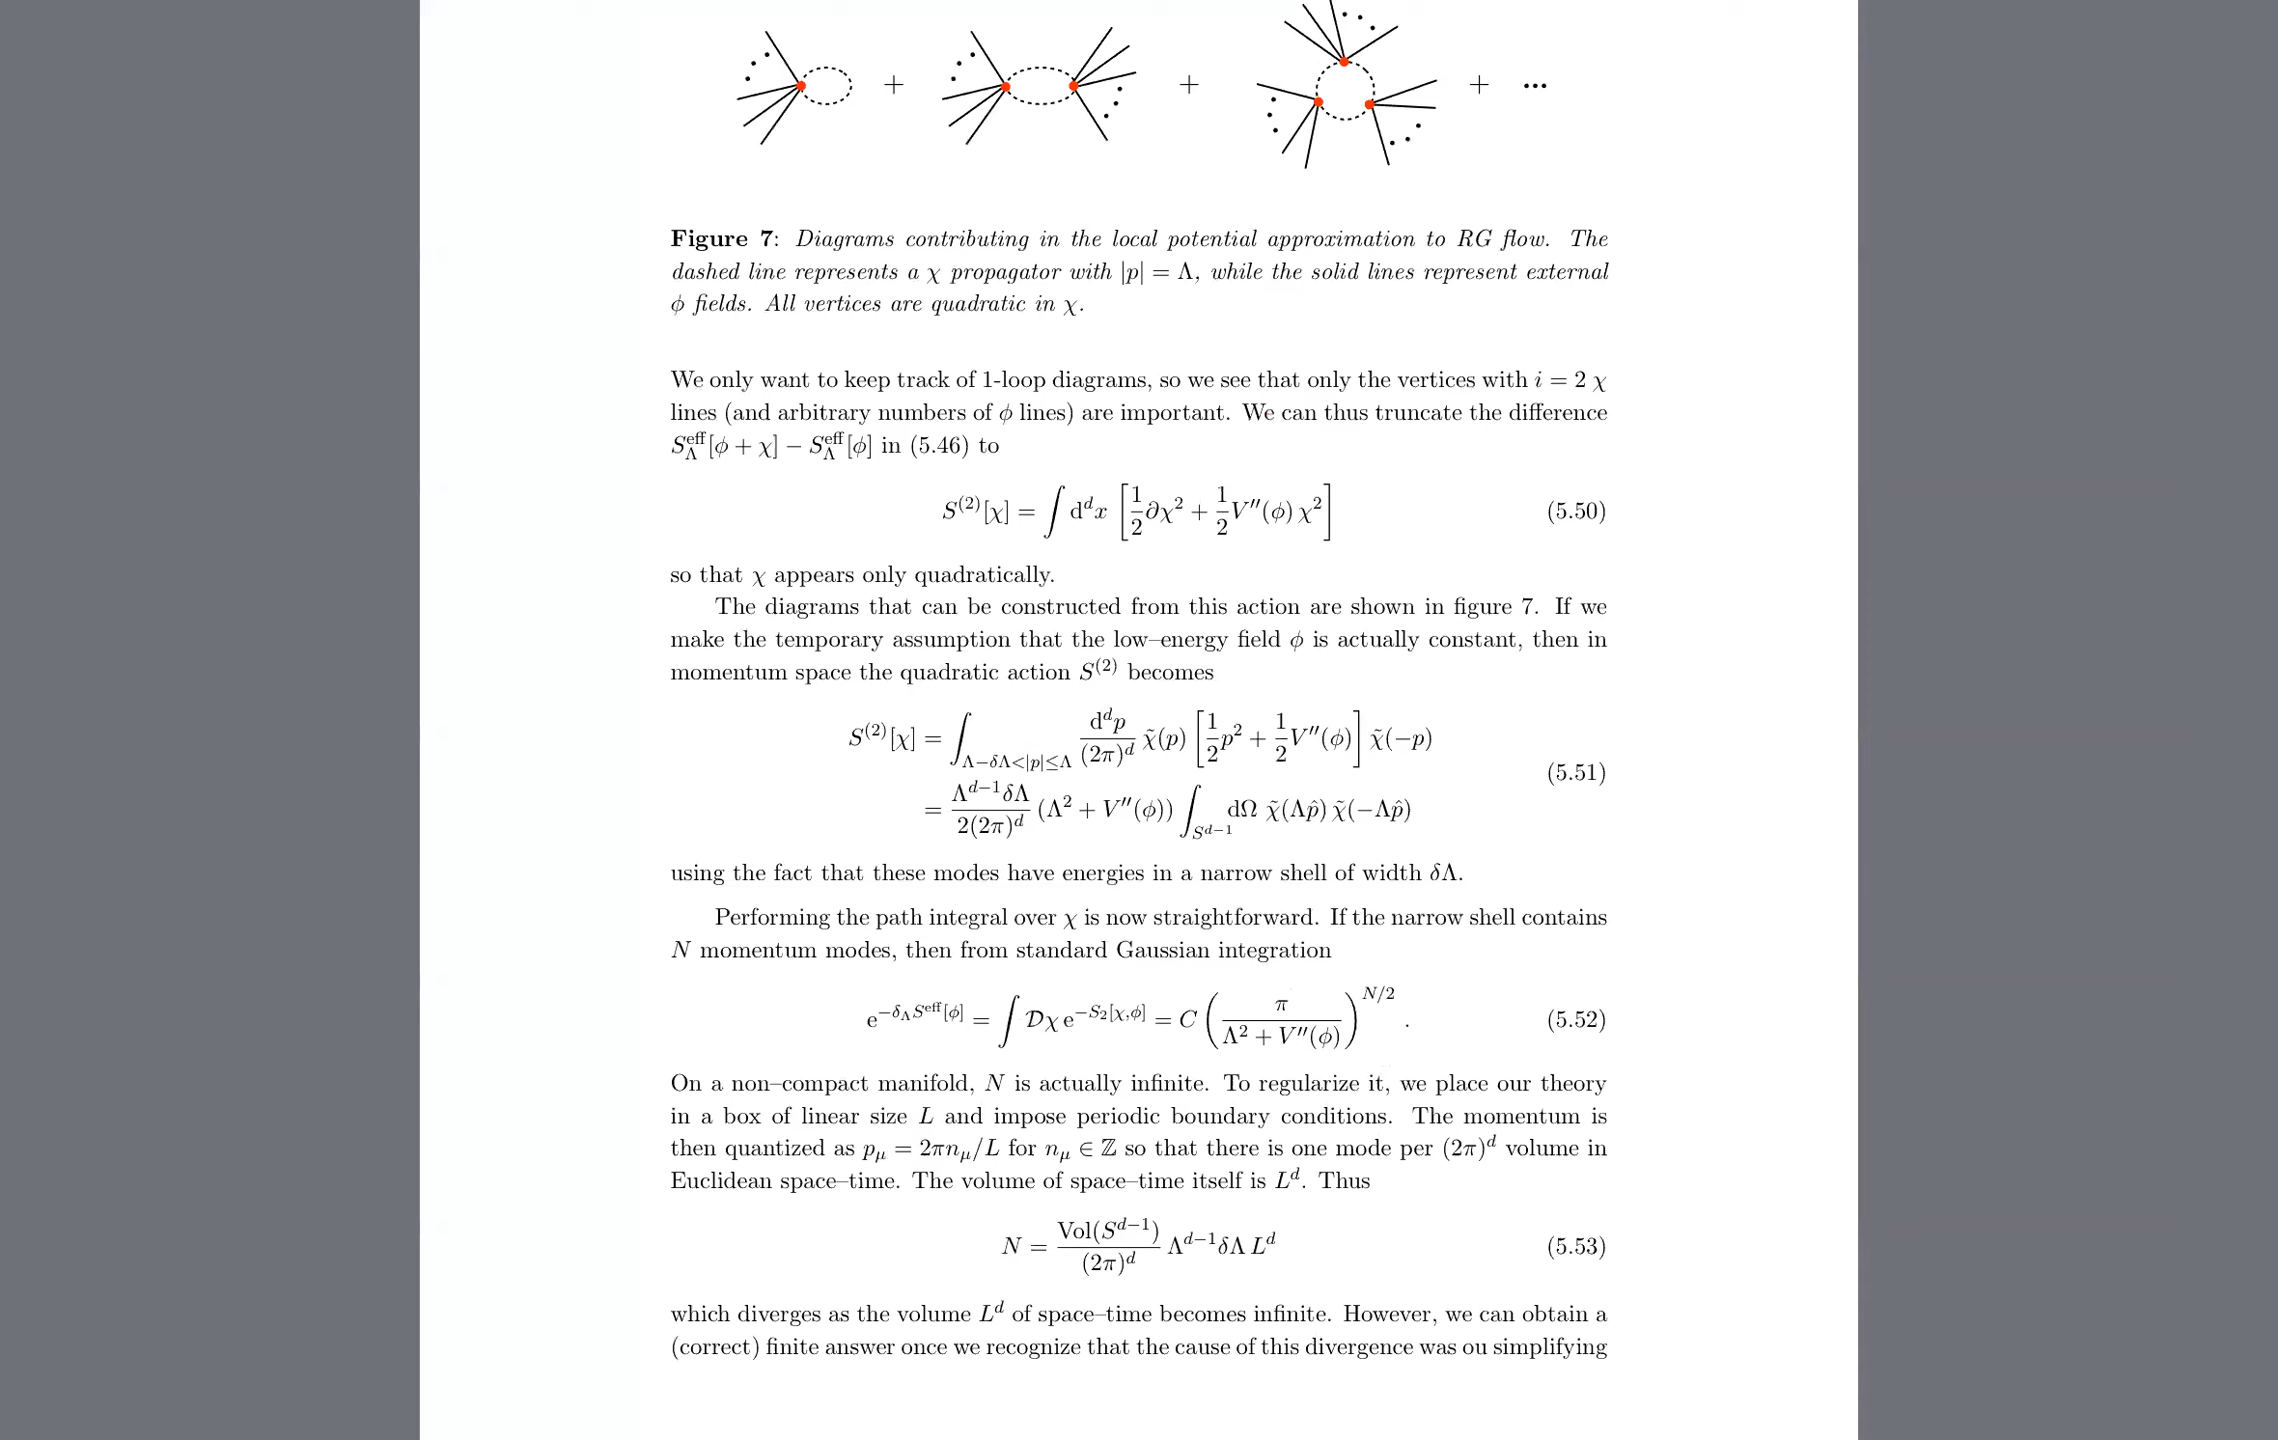 + + + ...
Figure 7: Diagrams contributing in the local potential approximation to RG flow. The
dashed line represents a χ propagator with |p| = Λ, while the solid lines represent external
ϕ fields. All vertices are quadratic in χ.
We only want to keep track of 1-loop diagrams, so we see that only the vertices with i = 2 χ
lines (and arbitrary numbers of ϕ lines) are important. We can thus truncate the difference
S_Λ^eff[ϕ + χ] − S_Λ^eff[ϕ] in (5.46) to
S^(2)[χ] = ∫ d^d x [1/2 ∂χ^2 + 1/2 V″(ϕ) χ^2] (5.50)
so that χ appears only quadratically.
The diagrams that can be constructed from this action are shown in figure 7. If we
make the temporary assumption that the low–energy field ϕ is actually constant, then in
momentum space the quadratic action S^(2) becomes
S^(2)[χ] = ∫_{Λ−δΛ<|p|≤Λ} d^d p/(2π)^d χ̃(p) [1/2 p^2 + 1/2 V″(ϕ)] χ̃(−p)
= Λ^{d−1}δΛ/2(2π)^d (Λ^2 + V″(ϕ)) ∫_{S^{d−1}} dΩ χ̃(Λp̂) χ̃(−Λp̂) (5.51)
using the fact that these modes have energies in a narrow shell of width δΛ.
Performing the path integral over χ is now straightforward. If the narrow shell contains
N momentum modes, then from standard Gaussian integration
e^{−δ_Λ S^eff[ϕ]} = ∫ 𝒟χ e^{−S_2[χ,ϕ]} = C (π/(Λ^2 + V″(ϕ)))^{N/2} . (5.52)
On a non–compact manifold, N is actually infinite. To regularize it, we place our theory
in a box of linear size L and impose periodic boundary conditions. The momentum is
then quantized as p_μ = 2πn_μ/L for n_μ ∈ ℤ so that there is one mode per (2π)^d volume in
Euclidean space–time. The volume of space–time itself is L^d. Thus
N = Vol(S^{d−1})/(2π)^d Λ^{d−1}δΛ L^d (5.53)
which diverges as the volume L^d of space–time becomes infinite. However, we can obtain a
(correct) finite answer once we recognize that the cause of this divergence was ou simplifying